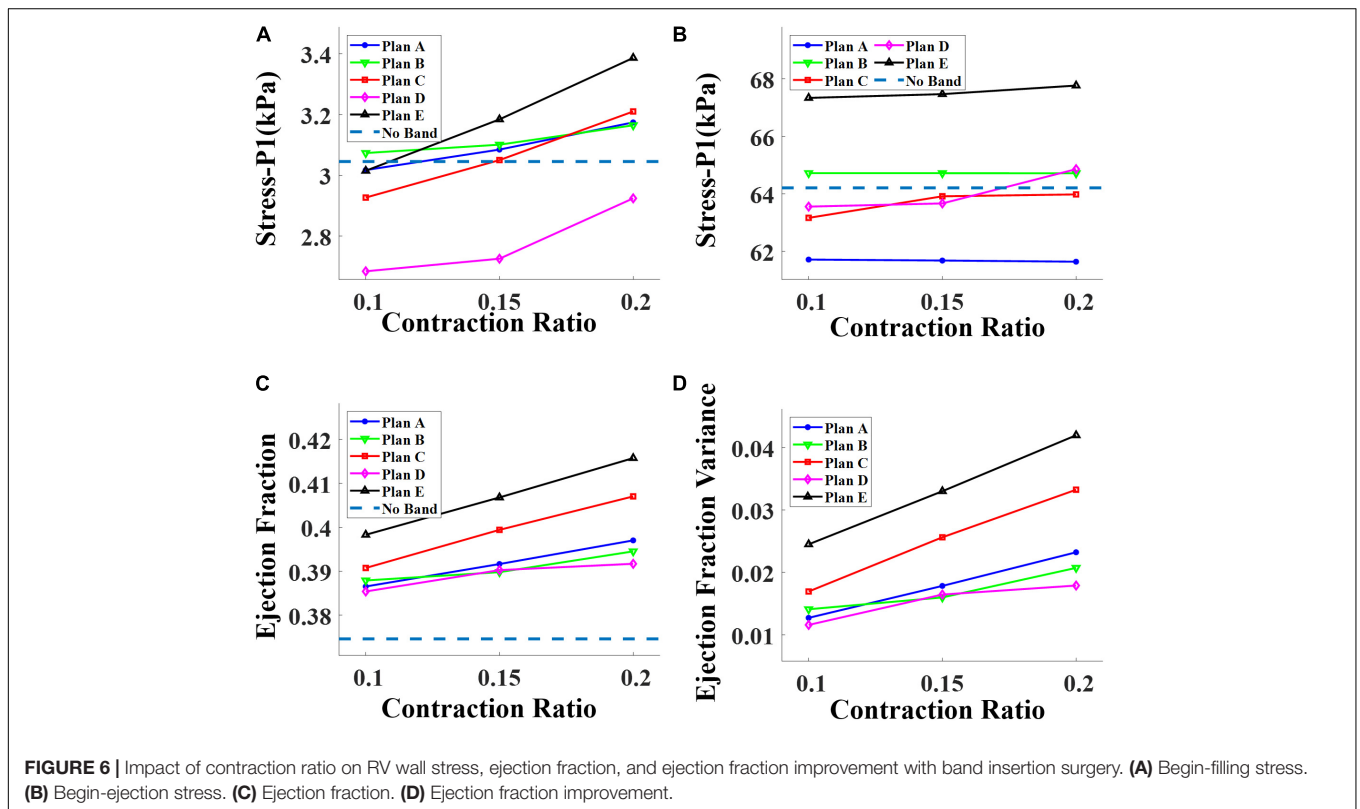 A
Stress-P1(kPa)
3.4
3.2
3
2.8
Plan A
Plan B
Plan C
Plan D
Plan E
No Band
0.1 0.15 0.2
Contraction Ratio
B
Stress-P1(kPa)
68
66
64
62
Plan A Plan D
Plan B Plan E
Plan C No Band
0.1 0.15 0.2
Contraction Ratio
C
Ejection Fraction
0.42
0.41
0.4
0.39
0.38
Plan A
Plan B
Plan C
Plan D
Plan E
No Band
0.1 0.15 0.2
Contraction Ratio
D
Ejection Fraction Variance
0.04
0.03
0.02
0.01
Plan A
Plan B
Plan C
Plan D
Plan E
0.1 0.15 0.2
Contraction Ratio
FIGURE 6 | Impact of contraction ratio on RV wall stress, ejection fraction, and ejection fraction improvement with band insertion surgery. (A) Begin-filling stress.
(B) Begin-ejection stress. (C) Ejection fraction. (D) Ejection fraction improvement.